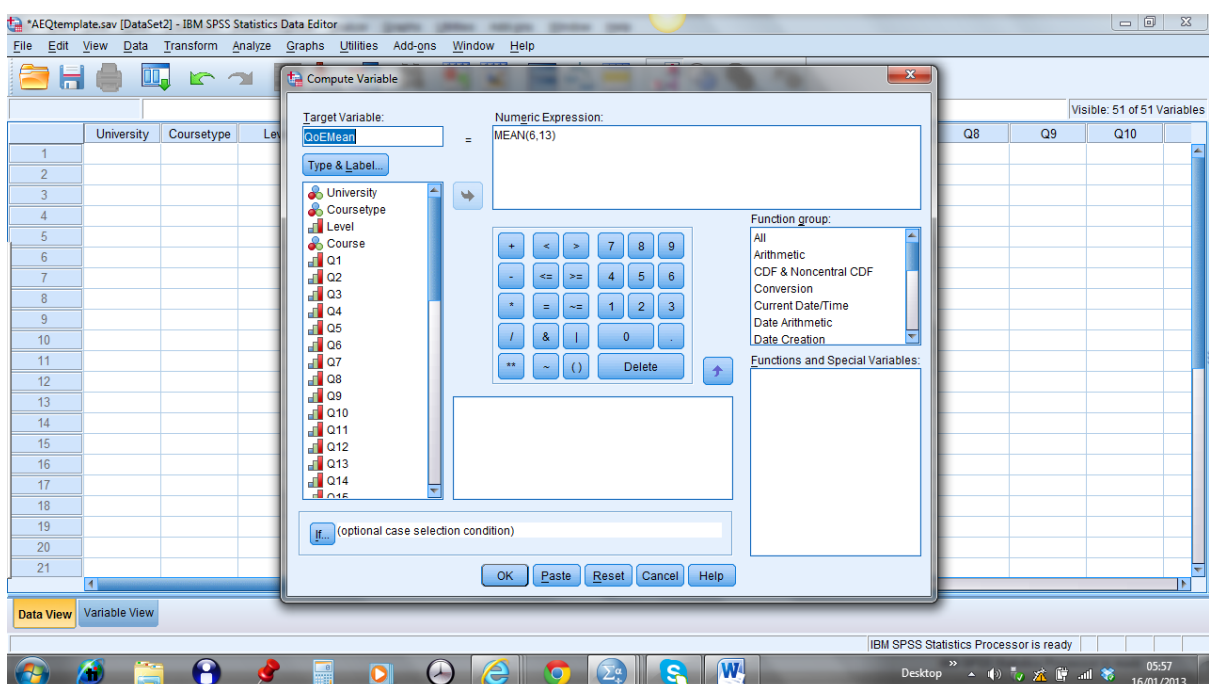 *AEQtemplate.sav [DataSet2] - IBM SPSS Statistics Data Editor
File Edit View Data Transform Analyze Graphs Utilities Add-ons Window Help
Compute Variable
Visible: 51 of 51 Variables
Target Variable:
QoEMean
=
Numeric Expression:
MEAN(6,13)
Type & Label...
University Coursetype Q8 Q9 Q10
1
2
3
4
5
6
7
8
9
10
11
12
13
14
15
16
17
18
19
20
21
University
Coursetype
Level
Course
Q1
Q2
Q3
Q4
Q5
Q6
Q7
Q8
Q9
Q10
Q11
Q12
Q13
Q14
+ < > 7 8 9
- <= >= 4 5 6
* = ~= 1 2 3
/ & | 0 .
** ~ () Delete
Function group:
All
Arithmetic
CDF & Noncentral CDF
Conversion
Current Date/Time
Date Arithmetic
Date Creation
Functions and Special Variables:
If... (optional case selection condition)
OK Paste Reset Cancel Help
Data View Variable View
IBM SPSS Statistics Processor is ready
Desktop
05:57
16/01/2013